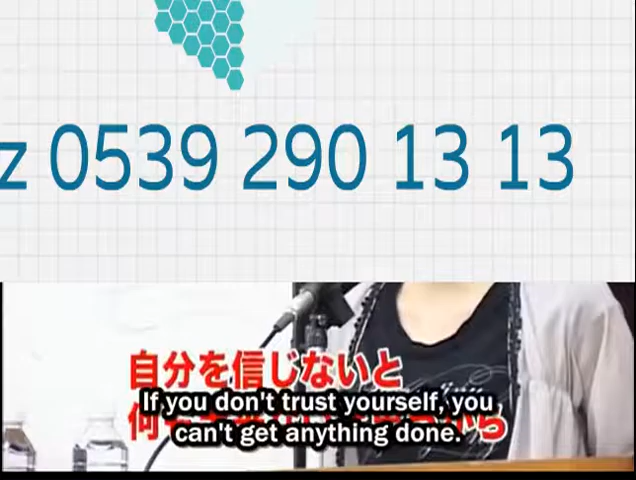 z 0539 290 13 13
自分を信じないと
If you don't trust yourself, you
can't get anything done.